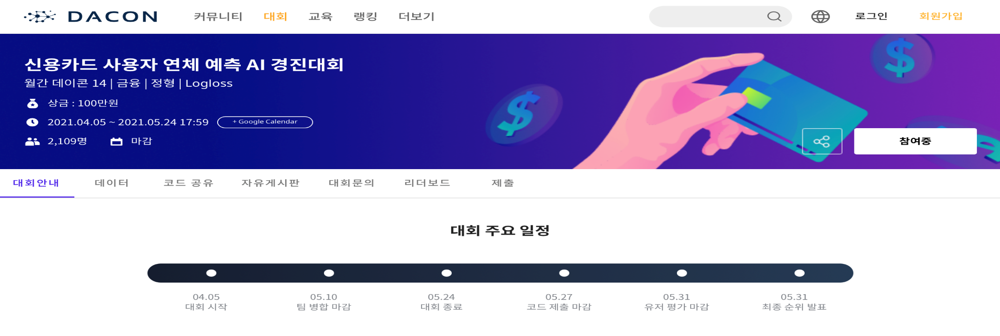 DACON 커뮤니티 대회 교육 랭킹 더보기 로그인 회원가입
신용카드 사용자 연체 예측 AI 경진대회
월간 데이콘 14 | 금융 | 정형 | Logloss
상금 : 100만원
2021.04.05 ~ 2021.05.24 17:59 + Google Calendar
2,109명 마감
참여중
대회안내 데이터 코드 공유 자유게시판 대회문의 리더보드 제출
대회 주요 일정
04.05 05.10 05.24 05.27 05.31 05.31
대회 시작 팀 병합 마감 대회 종료 코드 제출 마감 유저 평가 마감 최종 순위 발표